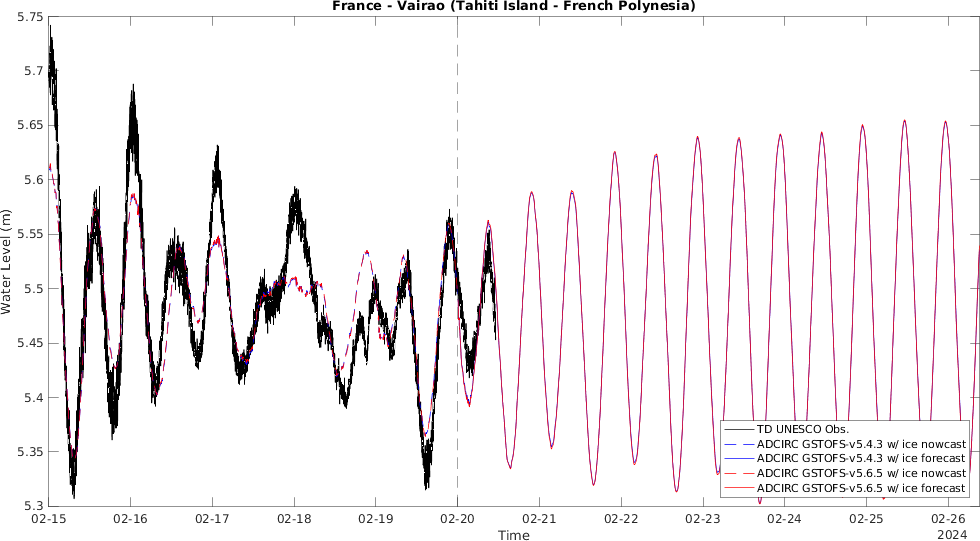 France - Vairao (Tahiti Island - French Polynesia)
5.75
5.7
5.65
5.6
5.55
5.5
5.45
5.4
5.35
5.3
Water Level (m)
TD UNESCO Obs.
ADCIRC GSTOFS-v5.4.3 w/ ice nowcast
ADCIRC GSTOFS-v5.4.3 w/ ice forecast
ADCIRC GSTOFS-v5.6.5 w/ ice nowcast
ADCIRC GSTOFS-v5.6.5 w/ ice forecast
02-15 02-16 02-17 02-18 02-19 02-20 02-21 02-22 02-23 02-24 02-25 02-26
Time
2024